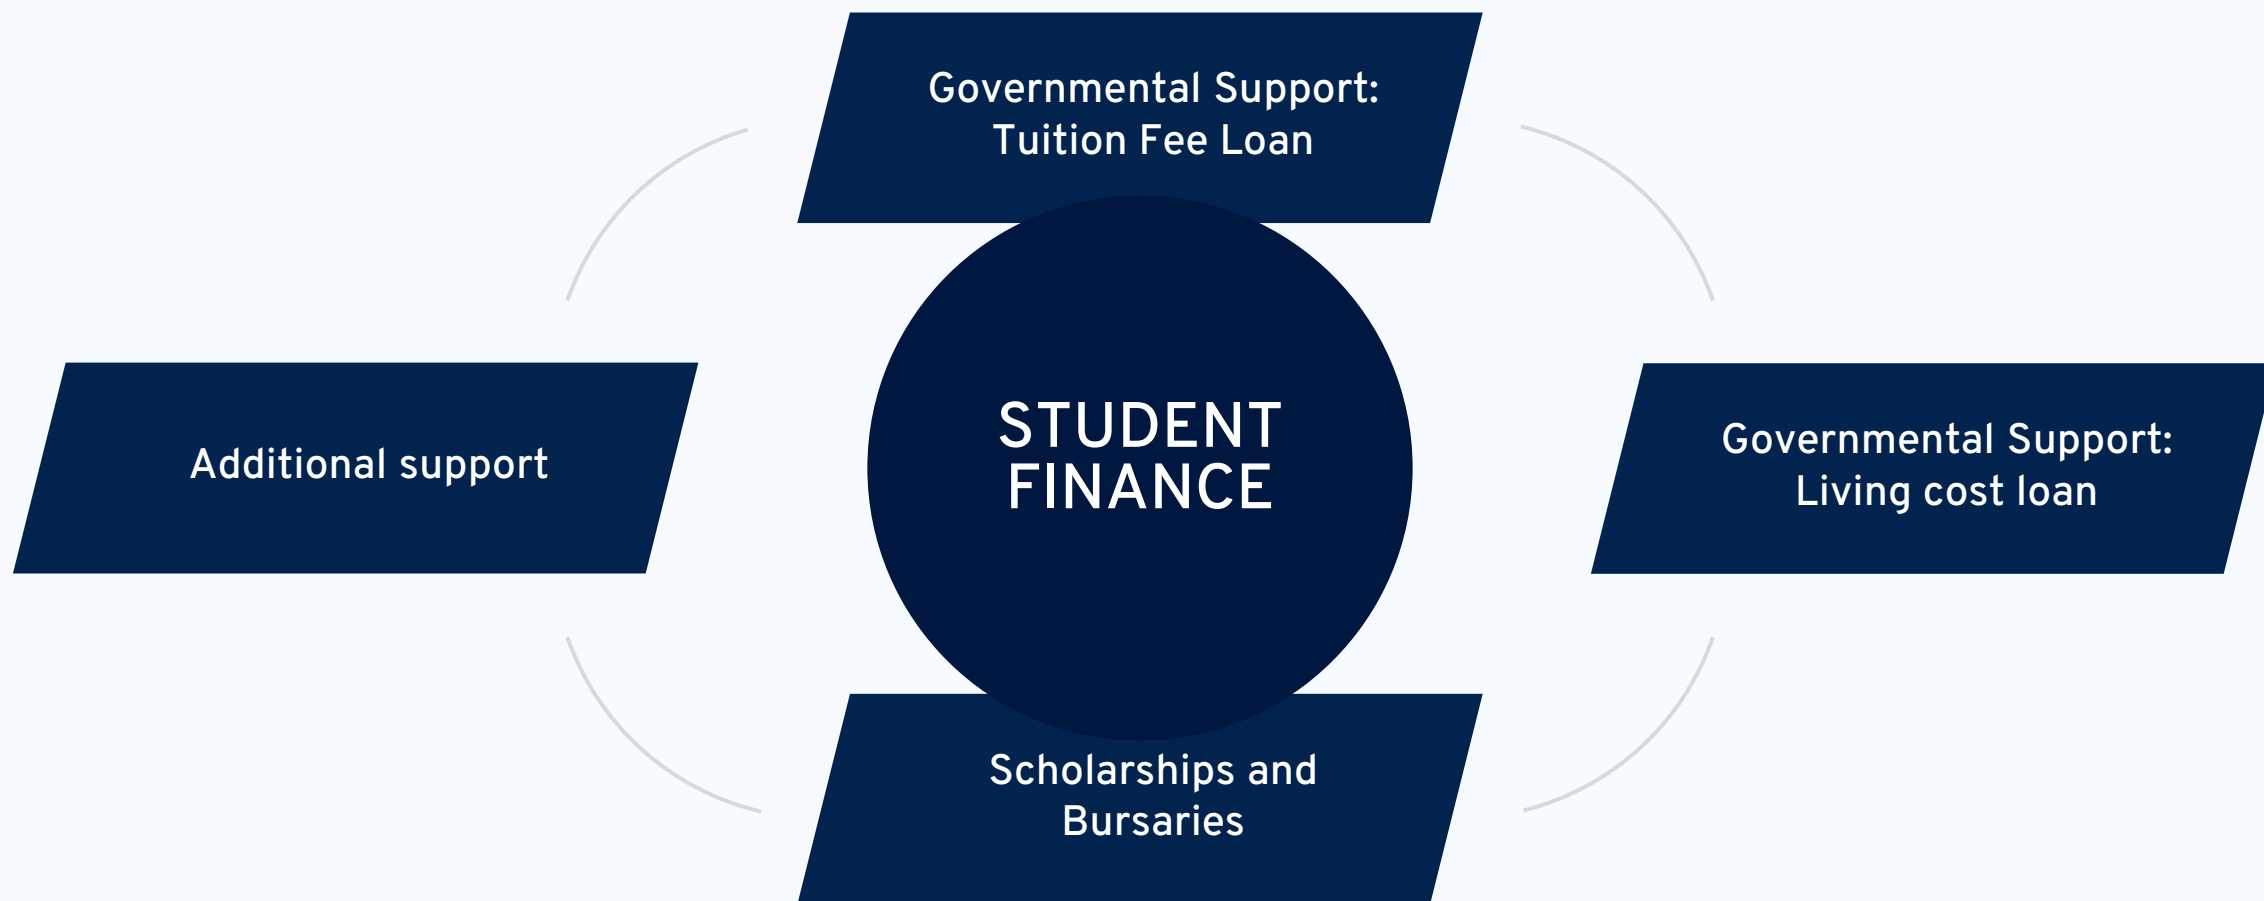 Governmental Support:
Tuition Fee Loan
Additional support
STUDENT
FINANCE
Governmental Support:
Living cost loan
Scholarships and
Bursaries